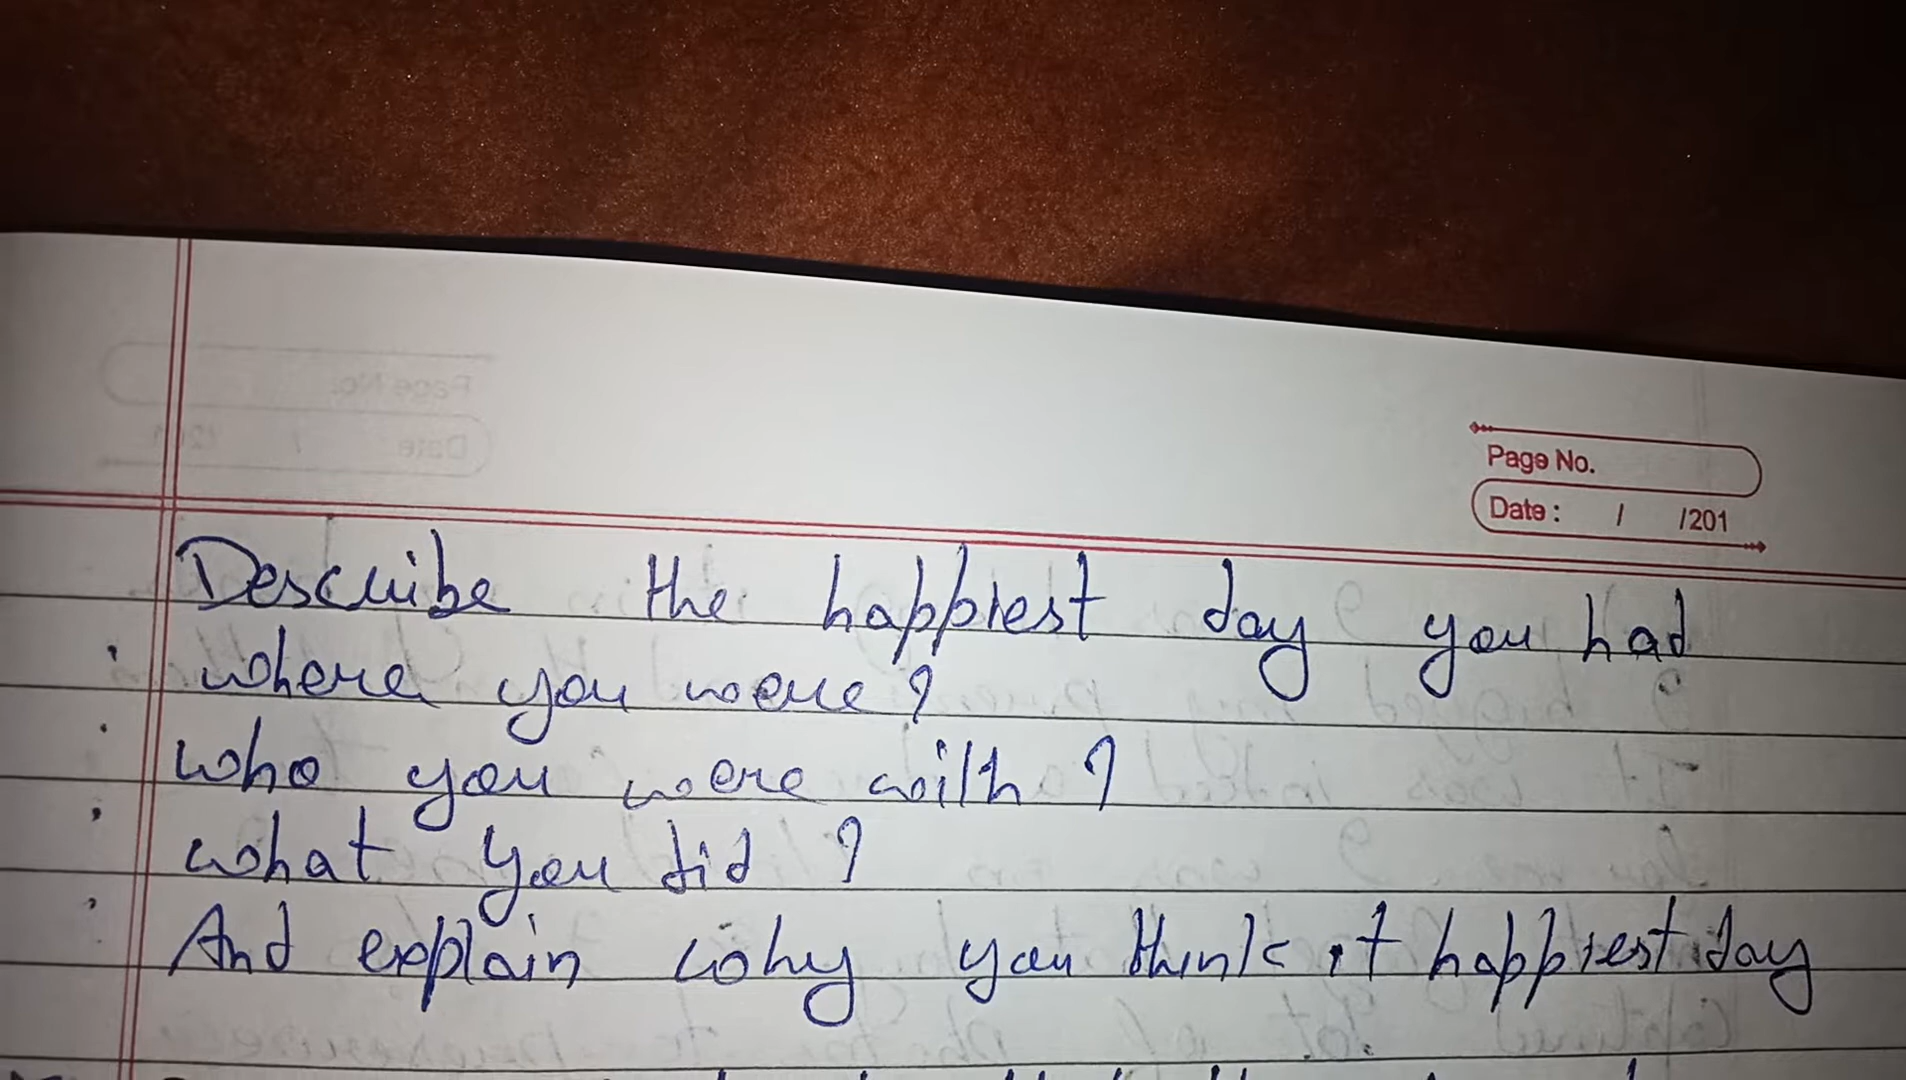 Page No.
Date : / /201
Describe the happiest day you had
where you were?
who you were with?
what you did?
And explain why you think it happiest day